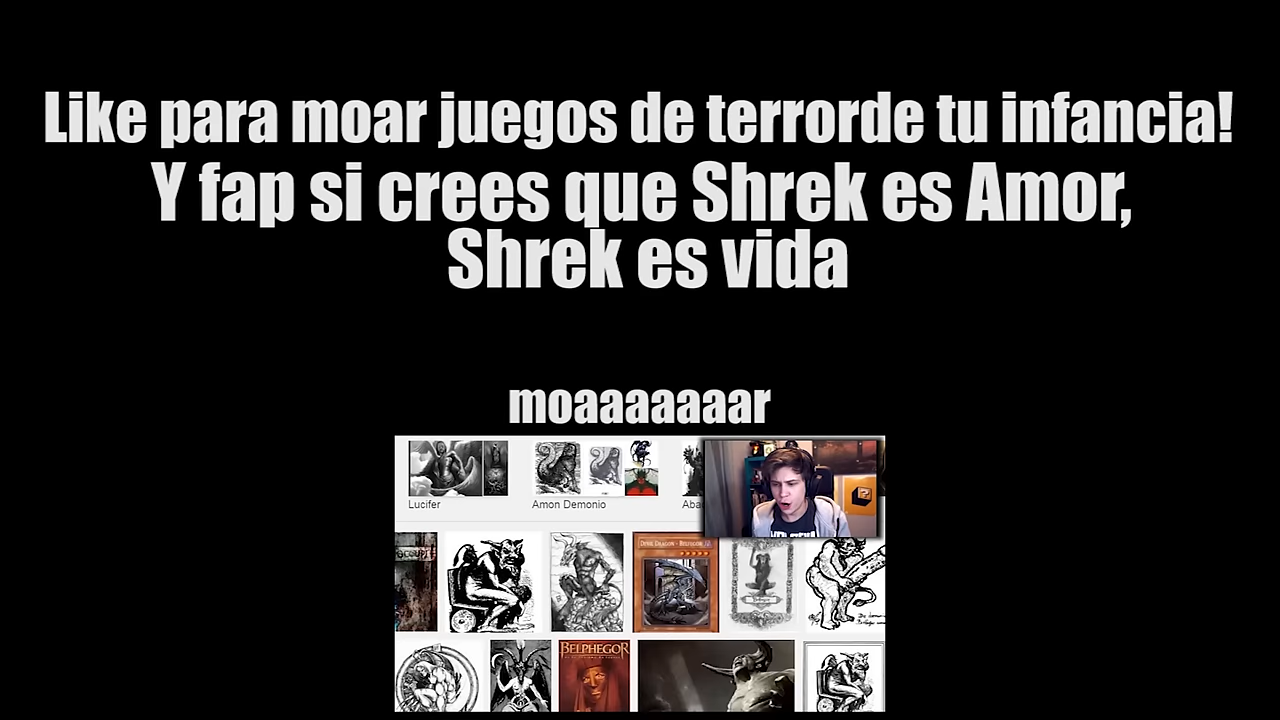 Like para moar juegos de terrorde tu infancia!
Y fap si crees que Shrek es Amor,
Shrek es vida
moaaaaaaar
Lucifer
Amon Demonio
Aba
BELPHEGOR